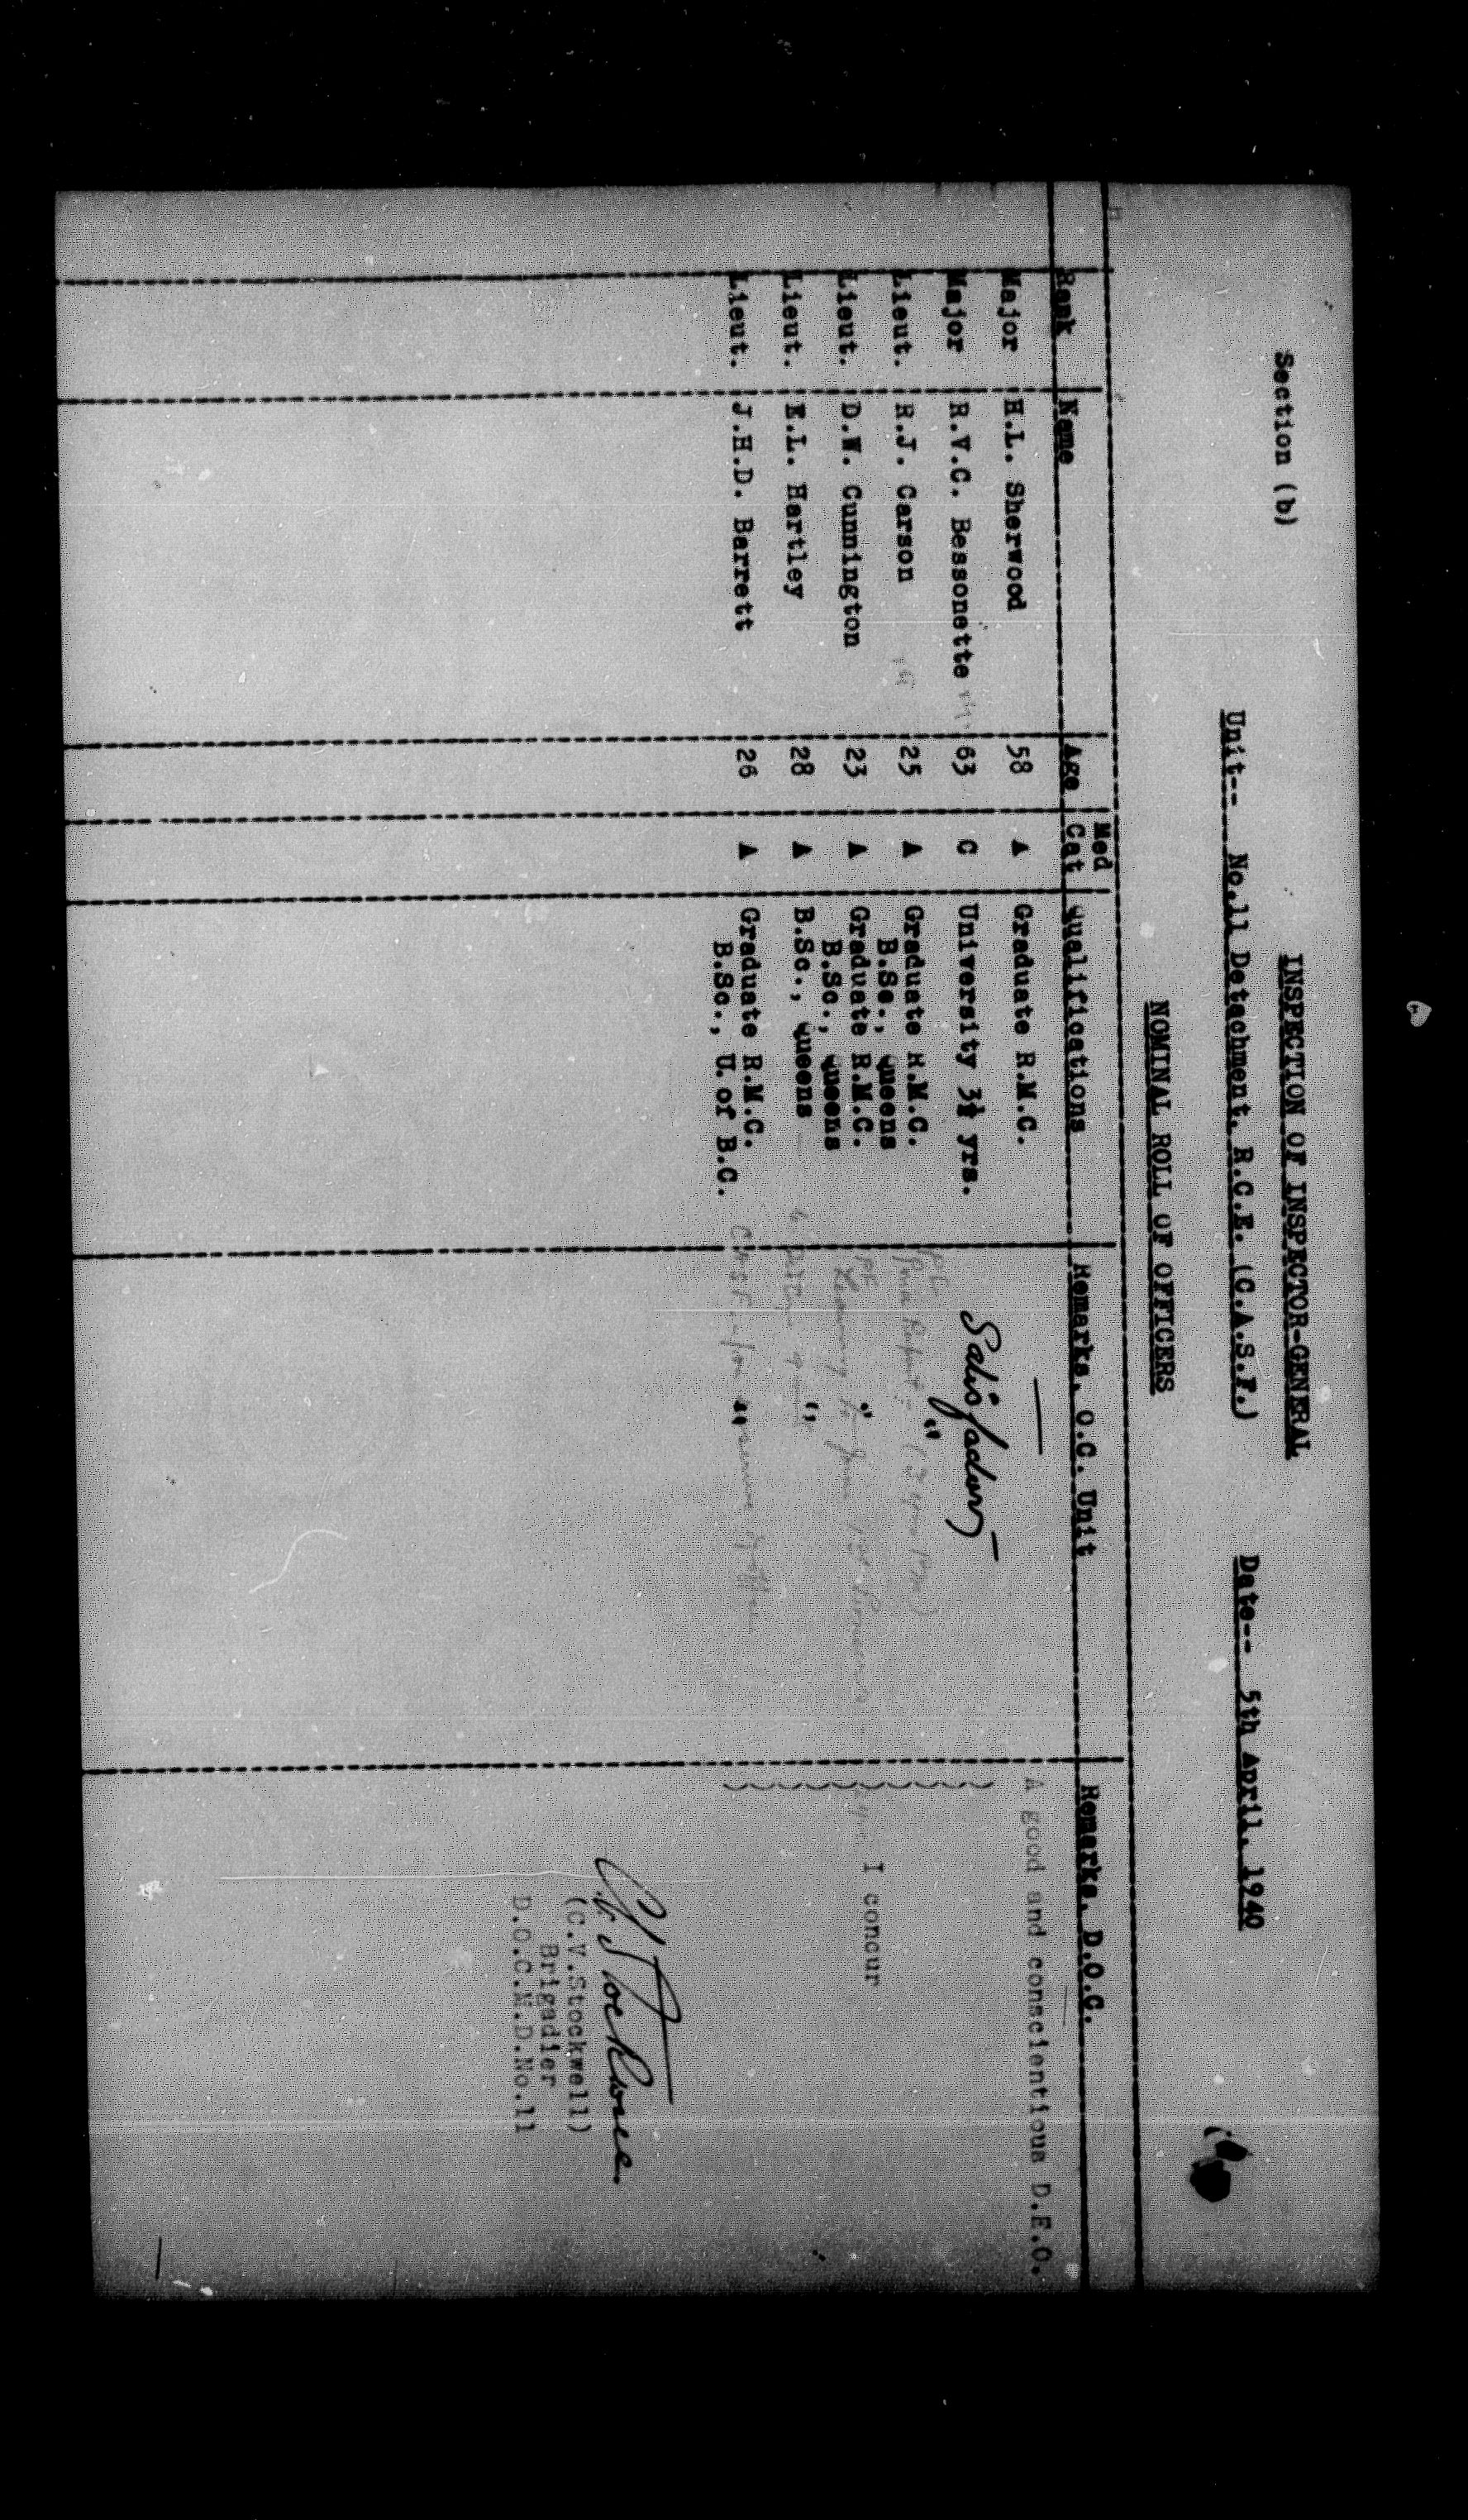 Section (b)
INSPECTION OF INSPECTOR-GENERAL
Unit-- No.11 Detachment, R.C.E. (C.A.S.F.) Date-- 5th April, 1940
NOMINAL ROLL OF OFFICERS
Rank Name Age Med Cat Qualifications Remarks, O.C. Unit Remarks, D.O.C.
Major H.L. Sherwood 58 A Graduate R.M.C. — A good and conscientious D.E.O.
Major R.V.C. Bessonette 63 C University 3½ yrs. Satisfactory )
Lieut. R.J. Carson 25 A Graduate R.M.C. " )
B.Sc., Queens
Lieut. D.W. Cunnington 23 A Graduate R.M.C. " ) I concur
B.Sc., Queens
Lieut. E.L. Hartley 28 A B.Sc., Queens " )
Lieut. J.H.D. Barrett 26 A Graduate R.M.C. " )
B.Sc., U. of B.C.
(C.V.Stockwell)
Brigadier
D.O.C.M.D.No.11